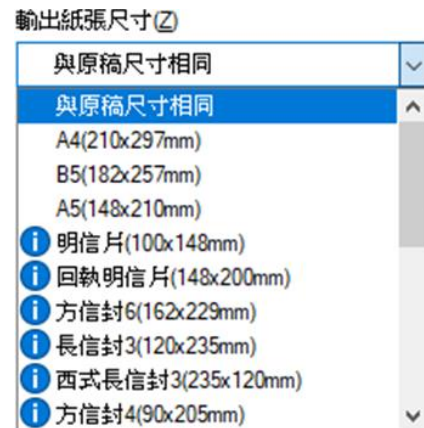 輸出紙張尺寸(Z)
與原稿尺寸相同
與原稿尺寸相同
A4(210x297mm)
B5(182x257mm)
A5(148x210mm)
明信片(100x148mm)
回執明信片(148x200mm)
方信封6(162x229mm)
長信封3(120x235mm)
西式長信封3(235x120mm)
方信封4(90x205mm)